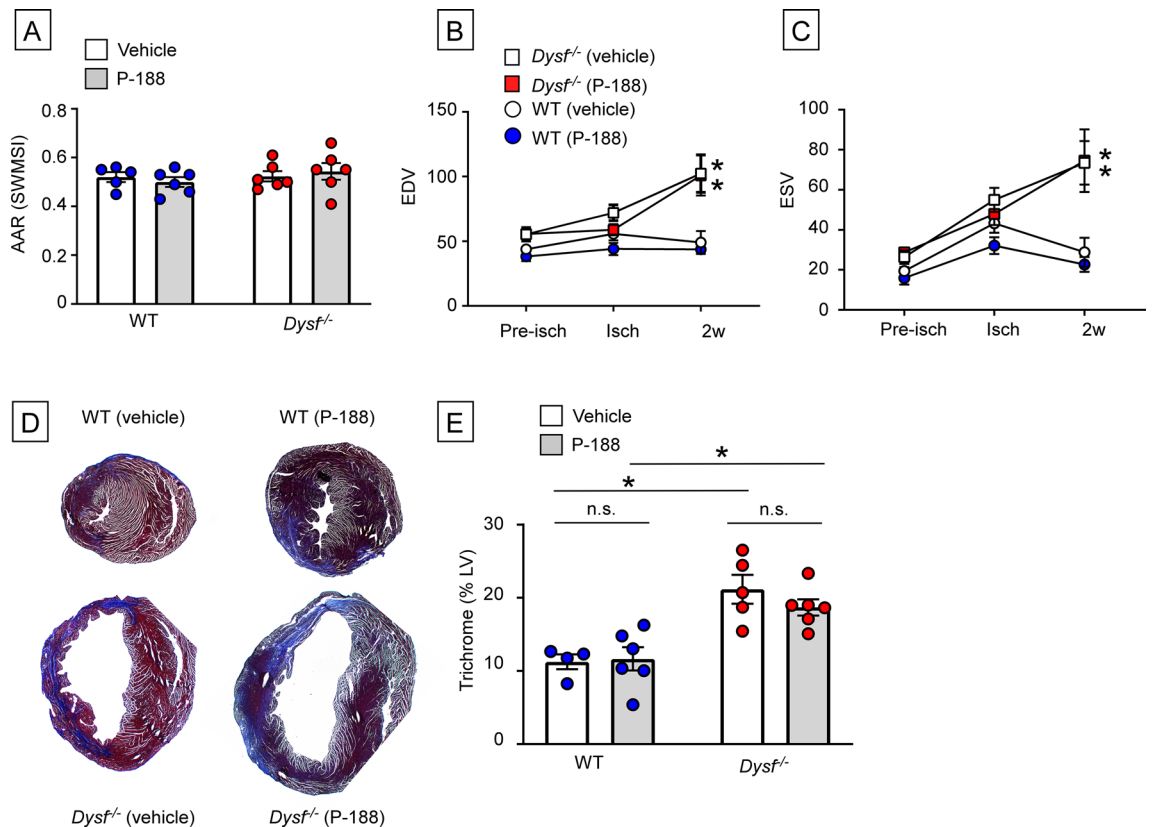 A
Vehicle
P-188
AAR (SWMSI)
0.8
0.6
0.4
0.2
0
WT
Dysf-/-
B
Dysf-/- (vehicle)
Dysf-/- (P-188)
WT (vehicle)
WT (P-188)
EDV
150
100
50
0
*
*
Pre-isch Isch 2w
C
ESV
100
80
60
40
20
0
*
*
Pre-isch Isch 2w
D
WT (vehicle) WT (P-188)
Dysf-/- (vehicle) Dysf-/- (P-188)
E
Vehicle
P-188
*
*
n.s. n.s.
Trichrome (% LV)
30
20
10
0
WT
Dysf-/-